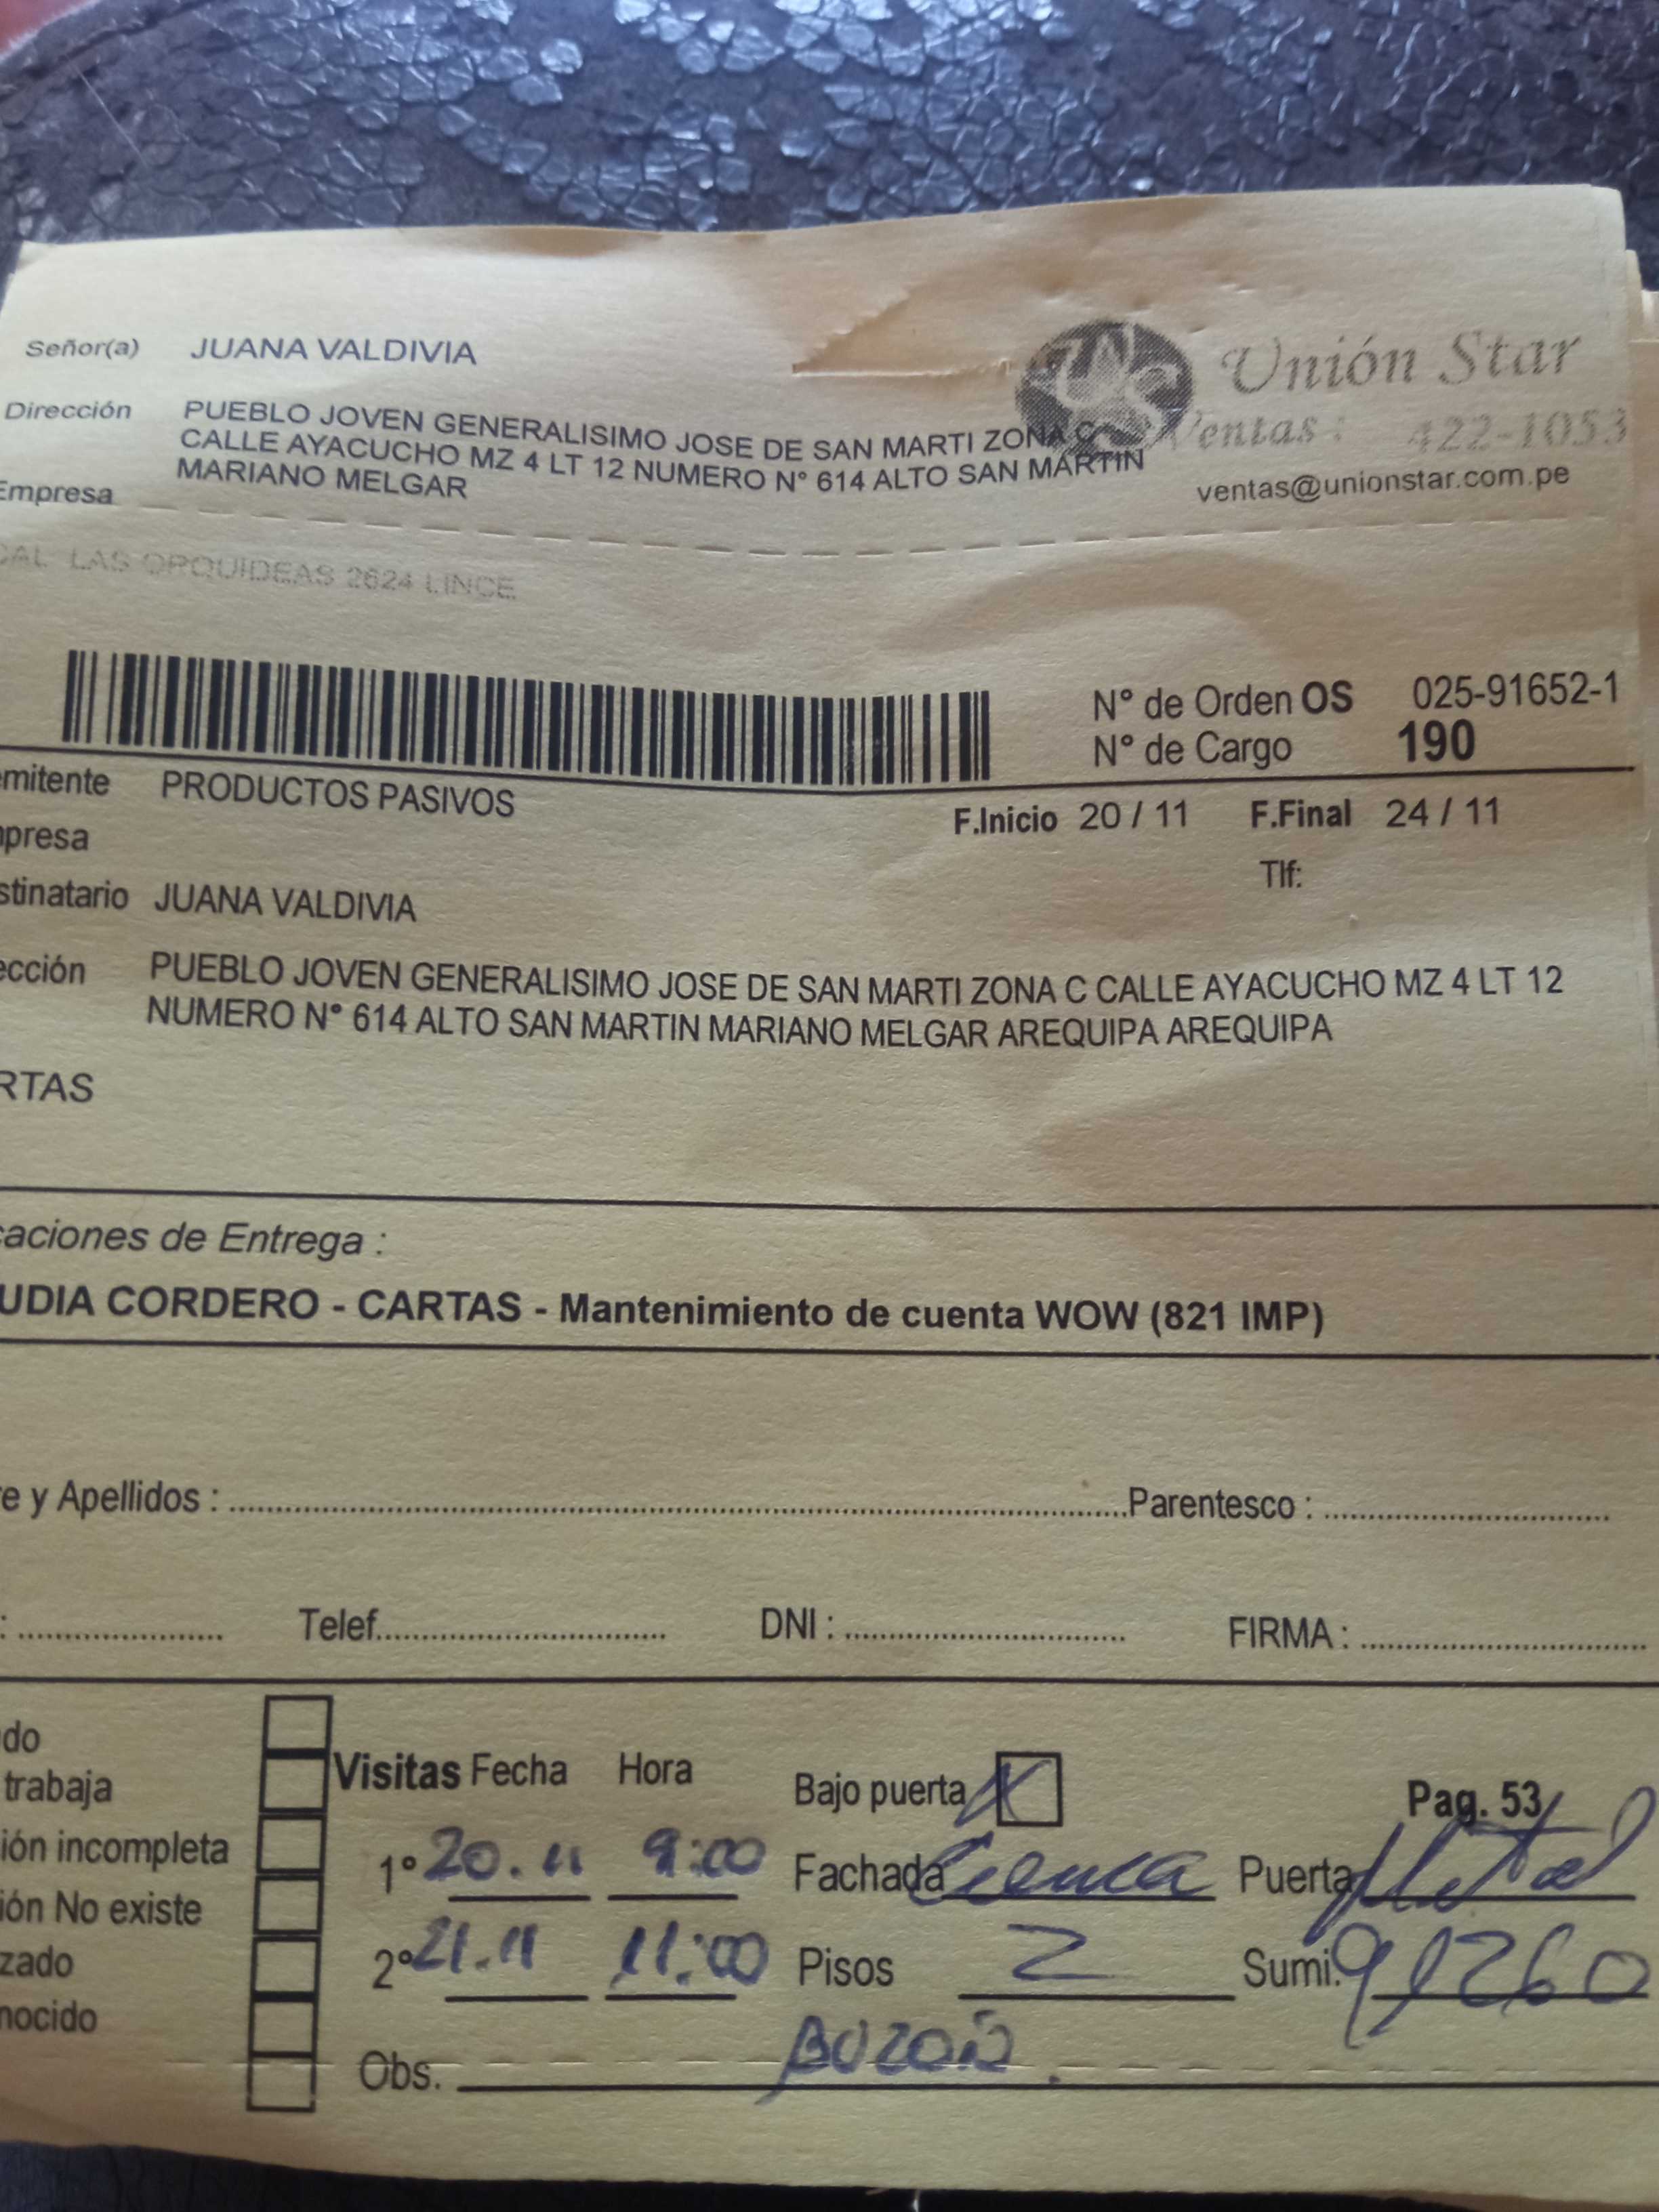 Señor(a) JUANA VALDIVIA
Unión Star
Dirección PUEBLO JOVEN GENERALISIMO JOSE DE SAN MARTI ZONA C
CALLE AYACUCHO MZ 4 LT 12 NUMERO N° 614 ALTO SAN MARTIN
MARIANO MELGAR
Ventas : 422-1053
Empresa
ventas@unionstar.com.pe
CAL LAS ORQUIDEAS 2624 LINCE
N° de Orden OS 025-91652-1
N° de Cargo 190
mitente PRODUCTOS PASIVOS
F.Inicio 20 / 11 F.Final 24 / 11
presa
Tlf:
stinatario JUANA VALDIVIA
ección PUEBLO JOVEN GENERALISIMO JOSE DE SAN MARTI ZONA C CALLE AYACUCHO MZ 4 LT 12
NUMERO N° 614 ALTO SAN MARTIN MARIANO MELGAR AREQUIPA AREQUIPA
RTAS
caciones de Entrega :
UDIA CORDERO - CARTAS - Mantenimiento de cuenta WOW (821 IMP)
e y Apellidos : Parentesco :
: Telef. DNI : FIRMA :
do
trabaja
ión incompleta
ión No existe
zado
nocido
Visitas Fecha Hora
1° 20.11 9:00
2° 21.11 11:00
Obs. BUZON
Bajo puerta X
Pag. 53
Fachada Puerta Metal
Pisos 2 Sumi. 91260